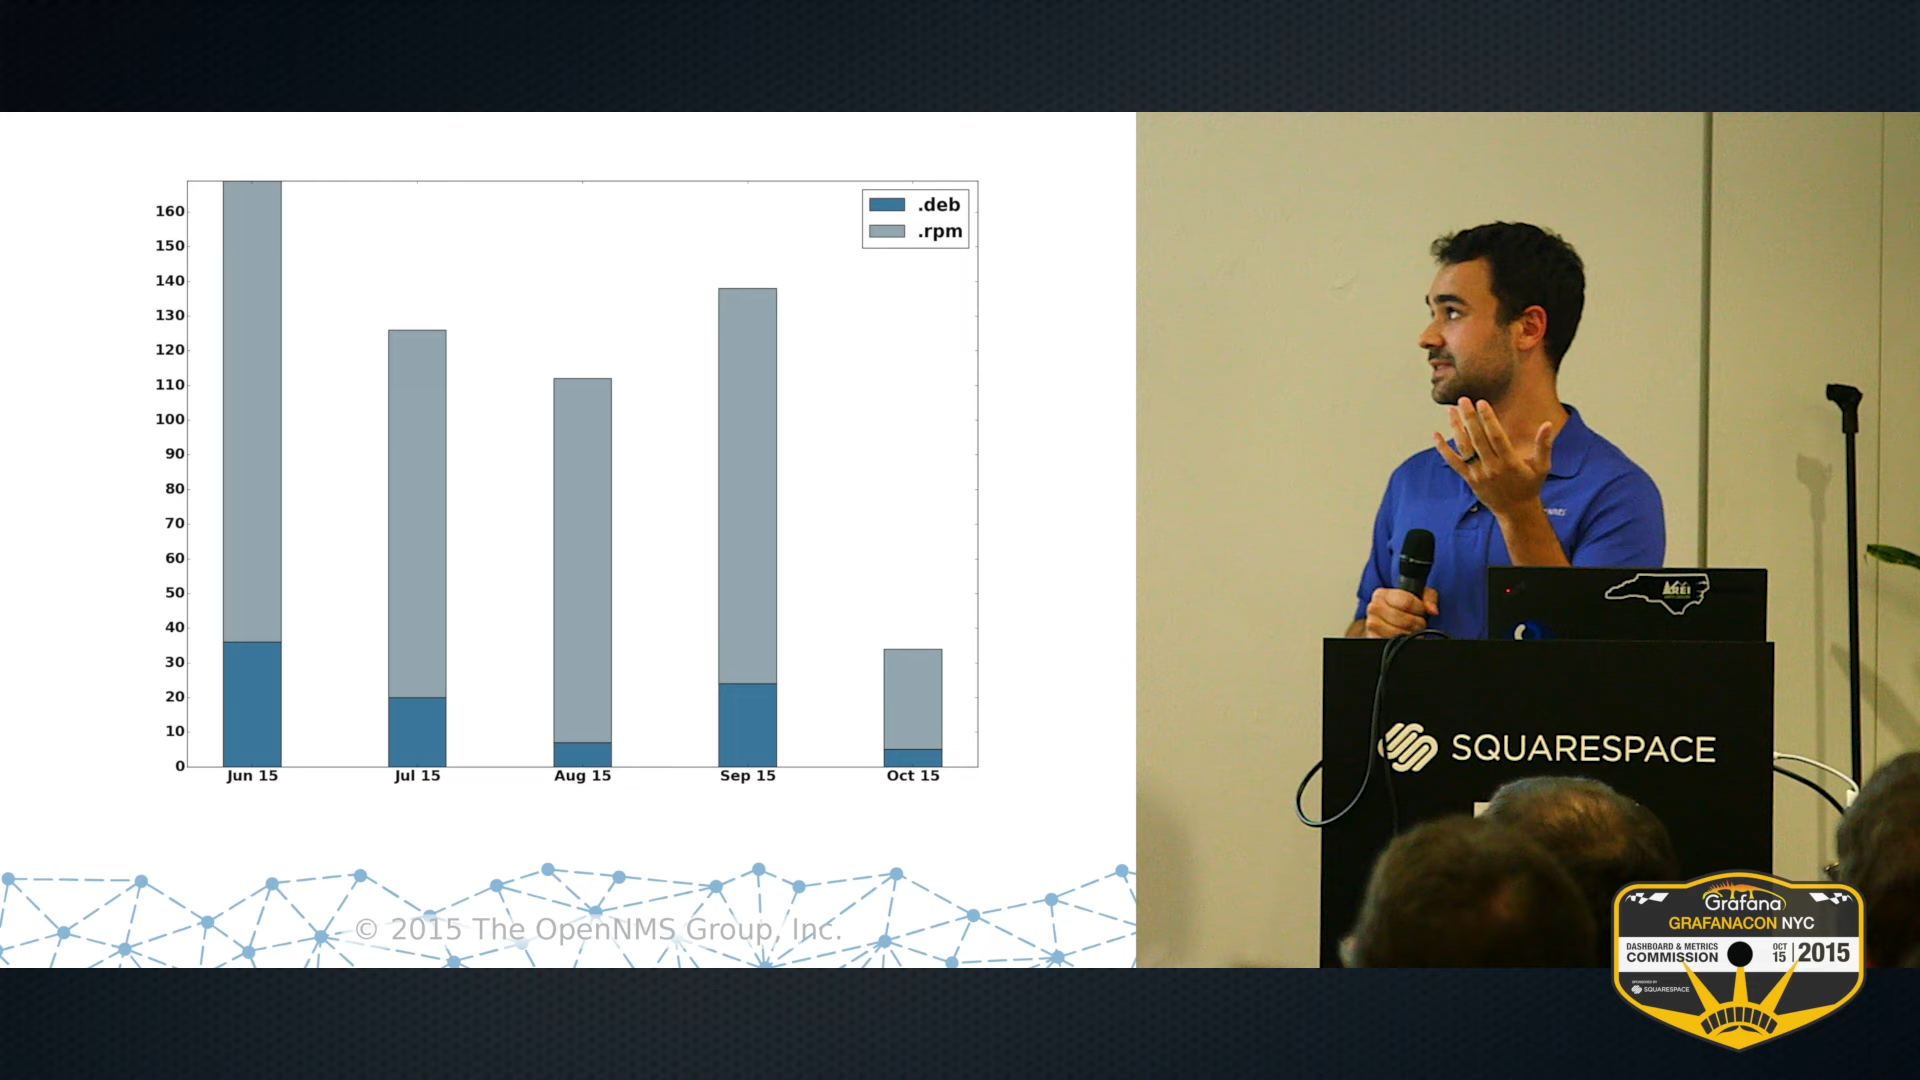 160
150
140
130
120
110
100
90
80
70
60
50
40
30
20
10
0
Jun 15 Jul 15 Aug 15 Sep 15 Oct 15
.deb
.rpm
© 2015 The OpenNMS Group, Inc.
SQUARESPACE
Grafana
GRAFANACON NYC
DASHBOARD & METRICS
COMMISSION
OCT
15
2015
SPONSORED BY
SQUARESPACE